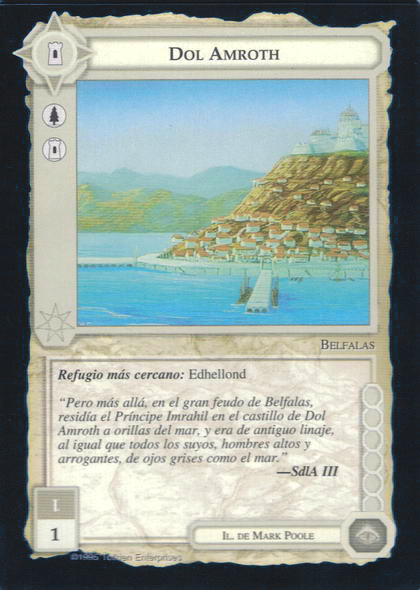 Dol Amroth
Belfalas
Refugio más cercano: Edhellond
“Pero más allá, en el gran feudo de Belfalas,
residía el Príncipe Imrahil en el castillo de Dol
Amroth a orillas del mar, y era de antiguo linaje,
al igual que todos los suyos, hombres altos y
arrogantes, de ojos grises como el mar.”
—SdlA III
1
1
Il. de Mark Poole
©1995 Tolkien Enterprises